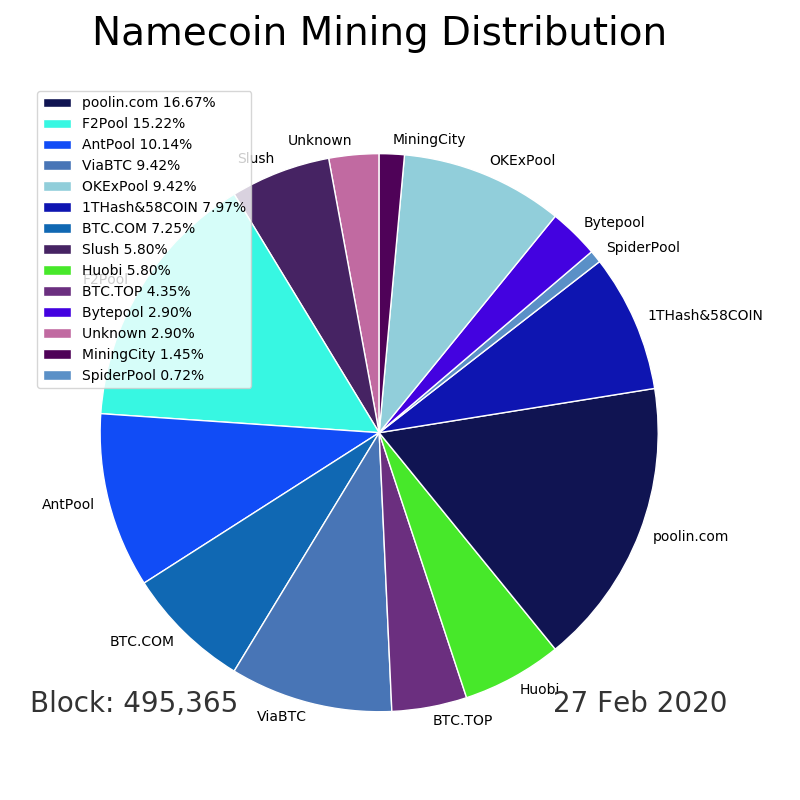 Namecoin Mining Distribution
poolin.com 16.67%
F2Pool 15.22%
AntPool 10.14%
ViaBTC 9.42%
OKExPool 9.42%
1THash&58COIN 7.97%
BTC.COM 7.25%
Slush 5.80%
Huobi 5.80%
BTC.TOP 4.35%
Bytepool 2.90%
Unknown 2.90%
MiningCity 1.45%
SpiderPool 0.72%
Slush
Unknown
MiningCity
OKExPool
Bytepool
SpiderPool
F2Pool
1THash&58COIN
AntPool
poolin.com
BTC.COM
Huobi
ViaBTC
BTC.TOP
Block: 495,365
27 Feb 2020